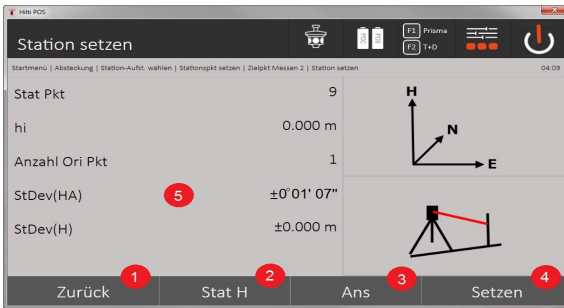 Hilti POS
Station setzen
POC
POS
F1 Prisma
F2 T+D
Startmenü | Absteckung | Station-Aufst. wählen | Stationspkt setzen | Zielpkt Messen 2 | Station setzen
04:09
Stat Pkt 9
hi 0.000 m
Anzahl Ori Pkt 1
StDev(HA) 5 ±0°01' 07"
StDev(H) ±0.000 m
H
N
E
1 2 3 4
Zurück Stat H Ans Setzen